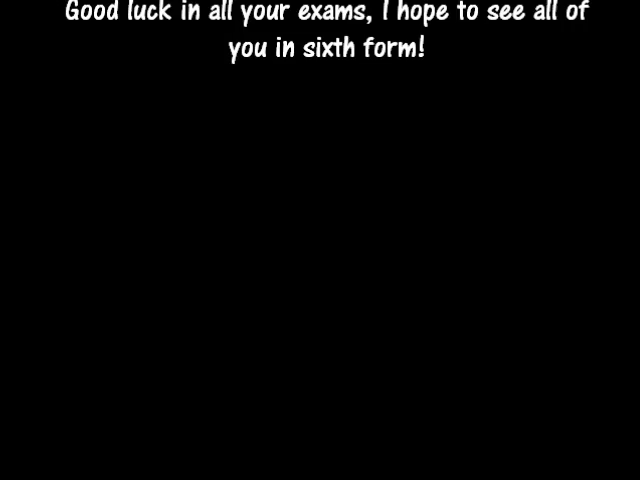 Good luck in all your exams, I hope to see all of
you in sixth form!